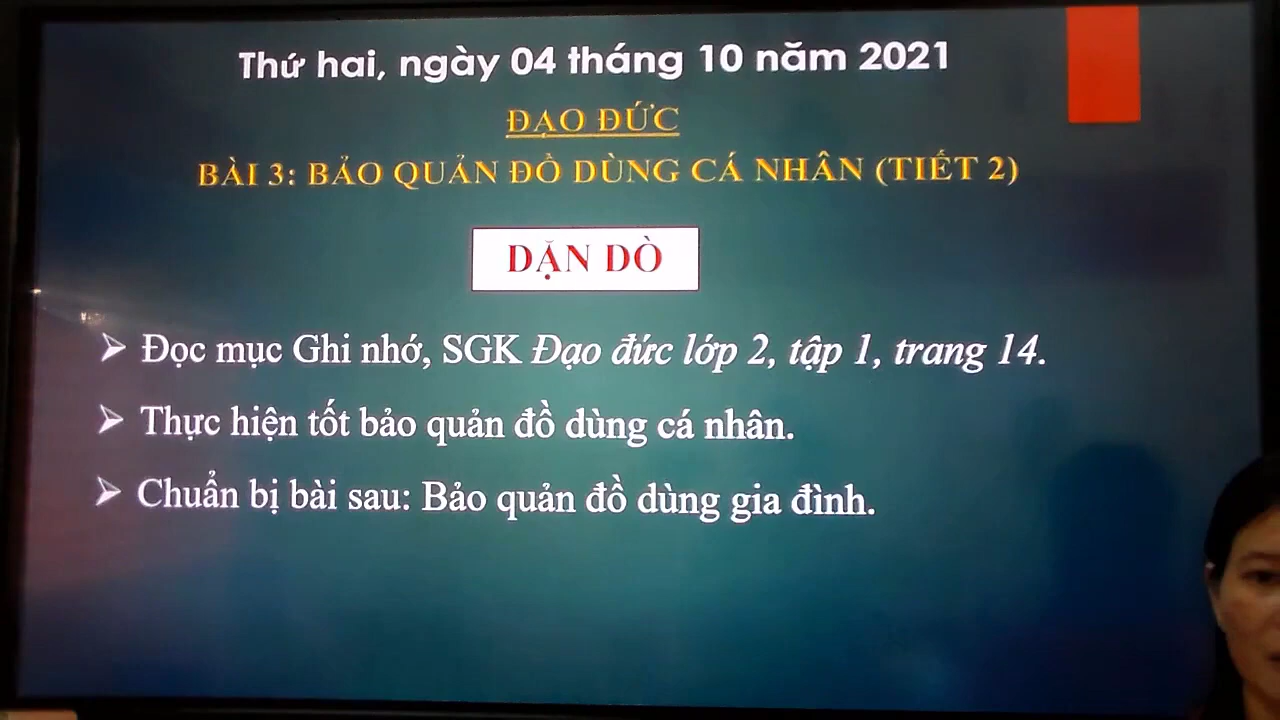 Thứ hai, ngày 04 tháng 10 năm 2021
ĐẠO ĐỨC
BÀI 3: BẢO QUẢN ĐỒ DÙNG CÁ NHÂN (TIẾT 2)
DẶN DÒ
➢ Đọc mục Ghi nhớ, SGK Đạo đức lớp 2, tập 1, trang 14.
➢ Thực hiện tốt bảo quản đồ dùng cá nhân.
➢ Chuẩn bị bài sau: Bảo quản đồ dùng gia đình.